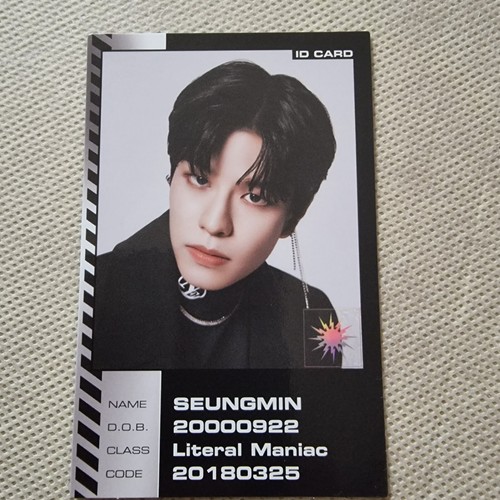 ID CARD
NAME SEUNGMIN
D.O.B. 20000922
CLASS Literal Maniac
CODE 20180325